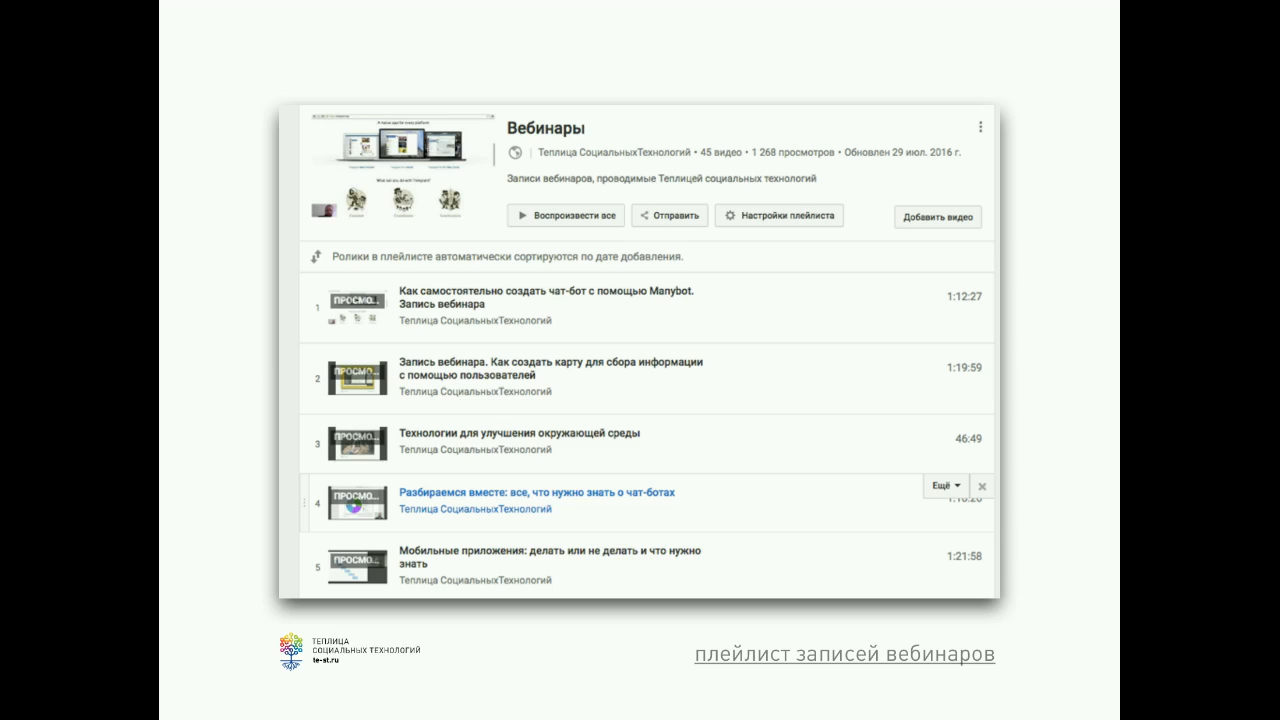 Вебинары
Теплица СоциальныхТехнологий • 45 видео • 1 268 просмотров • Обновлен 29 июл. 2016 г.
Записи вебинаров, проводимые Теплицей социальных технологий
Воспроизвести все
Отправить
Настройки плейлиста
Добавить видео
Ролики в плейлисте автоматически сортируются по дате добавления.
1
ПРОСМО...
Как самостоятельно создать чат-бот с помощью Manybot.
Запись вебинара
Теплица СоциальныхТехнологий
1:12:27
2
ПРОСМО...
Запись вебинара. Как создать карту для сбора информации
с помощью пользователей
Теплица СоциальныхТехнологий
1:19:59
3
ПРОСМО...
Технологии для улучшения окружающей среды
Теплица СоциальныхТехнологий
46:49
4
ПРОСМО...
Разбираемся вместе: все, что нужно знать о чат-ботах
Теплица СоциальныхТехнологий
Ещё
5
ПРОСМО...
Мобильные приложения: делать или не делать и что нужно
знать
Теплица СоциальныхТехнологий
1:21:58
ТЕПЛИЦА
СОЦИАЛЬНЫХ ТЕХНОЛОГИЙ
te-st.ru
плейлист записей вебинаров